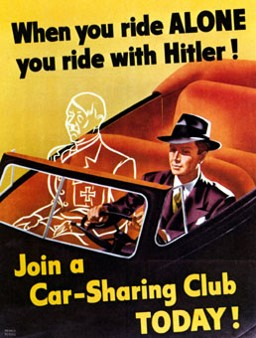 When you ride ALONE
you ride with Hitler !
Join a
Car-Sharing Club
TODAY !